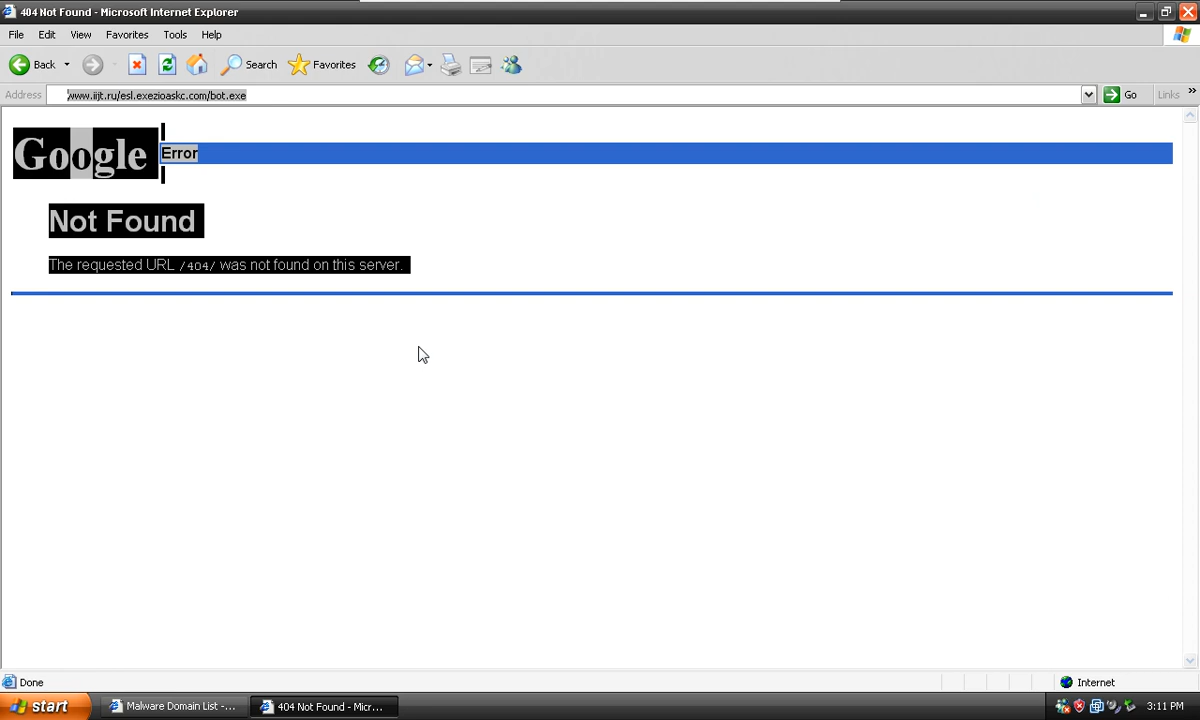 404 Not Found - Microsoft Internet Explorer
File Edit View Favorites Tools Help
Back Search Favorites
Address www.iijt.ru/esl.exezioaskc.com/bot.exe Go Links »
Google Error
Not Found
The requested URL /404/ was not found on this server.
Done Internet
start Malware Domain List -... 404 Not Found - Micr... 3:11 PM